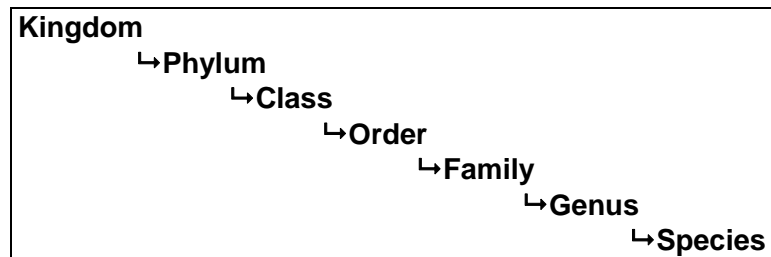 Kingdom
↳Phylum
↳Class
↳Order
↳Family
↳Genus
↳Species